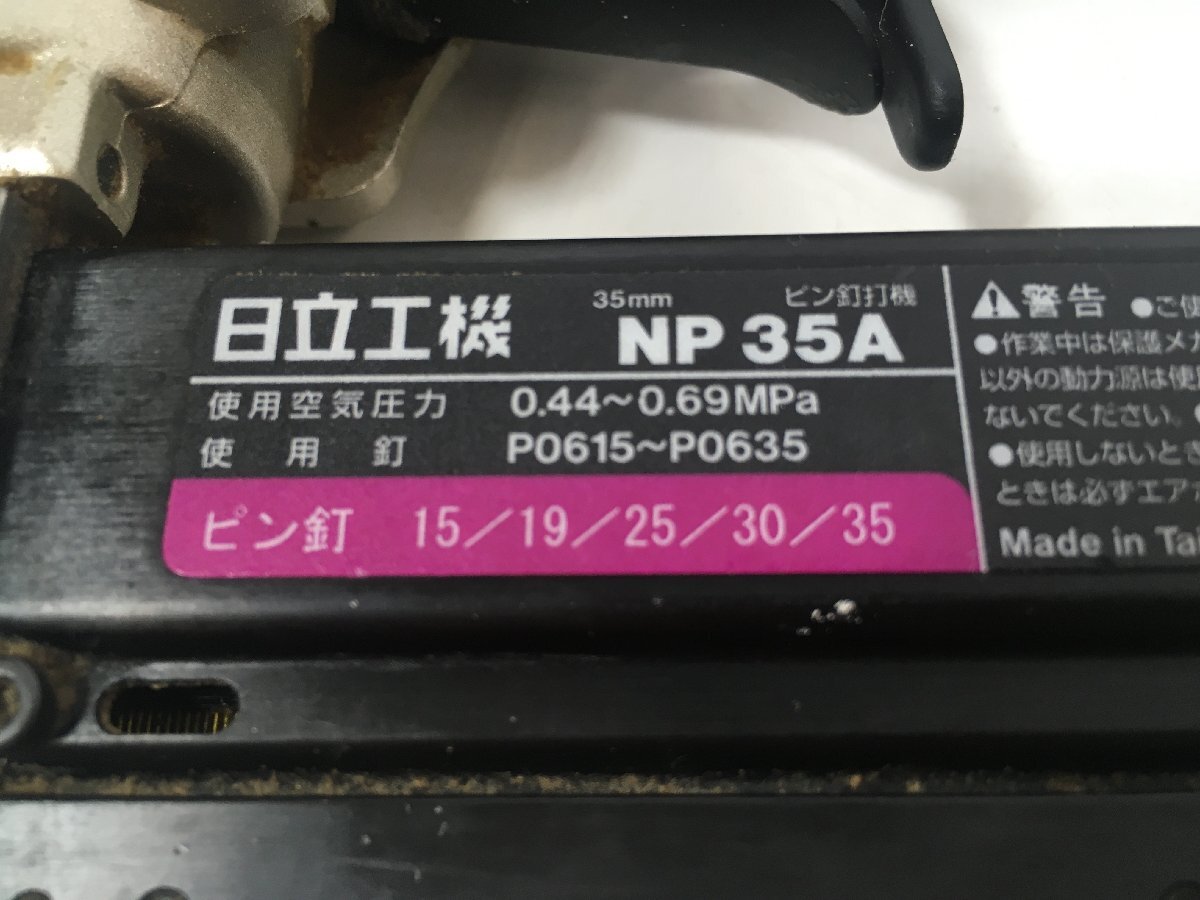 日立工機 35mm ピン釘打機
NP 35A
使用空気圧力 0.44〜0.69MPa
使用釘 P0615〜P0635
ピン釘 15／19／25／30／35
警告 ●ご使
●作業中は保護メガ
以外の動力源は使用
ないでください。
●使用しないとき
ときは必ずエア
Made in Tai